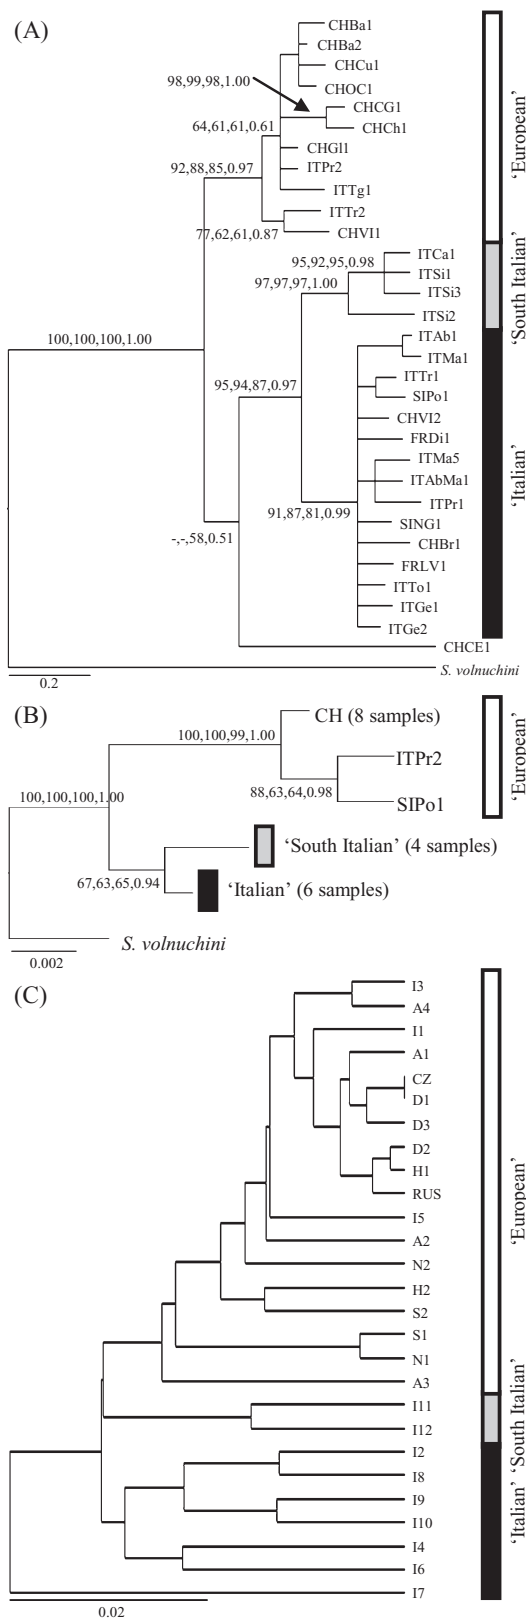 (A)
CHBa1
CHBa2
CHCu1
98,99,98,1.00
CHOC1
CHCG1
64,61,61,0.61
CHCh1
CHGl1
92,88,85,0.97
ITPr2
ITTg1
ITTr2
77,62,61,0.87
CHVI1
'European'
ITCa1
95,92,95,0.98
ITSi1
97,97,97,1.00
ITSi3
ITSi2
'South Italian'
ITAb1
100,100,100,1.00
ITMa1
ITTr1
95,94,87,0.97
SIPo1
CHVI2
FRDi1
ITMa5
ITAbMa1
ITPr1
91,87,81,0.99
SING1
-,-,58,0.51
CHBr1
FRLV1
ITTo1
ITGe1
ITGe2
'Italian'
CHCE1
S. volnuchini
0.2
(B)
CH (8 samples)
100,100,99,1.00
ITPr2
88,63,64,0.98
SIPo1
'European'
100,100,100,1.00
'South Italian' (4 samples)
67,63,65,0.94
'Italian' (6 samples)
S. volnuchini
0.002
(C)
I3
A4
I1
A1
CZ
D1
D3
D2
H1
RUS
I5
A2
N2
H2
S2
S1
N1
A3
'European'
I11
I12
'South Italian'
I2
I8
I9
I10
I4
I6
I7
'Italian'
0.02